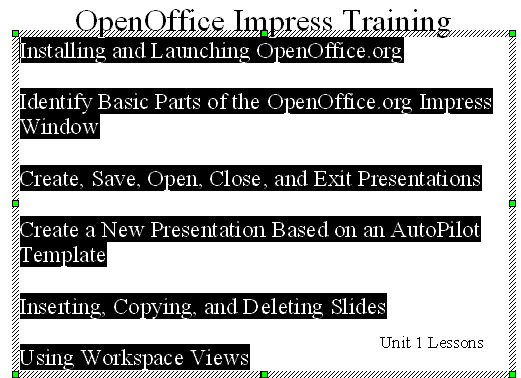 OpenOffice Impress Training
Installing and Launching OpenOffice.org
Identify Basic Parts of the OpenOffice.org Impress
Window
Create, Save, Open, Close, and Exit Presentations
Create a New Presentation Based on an AutoPilot
Template
Inserting, Copying, and Deleting Slides
Unit 1 Lessons
Using Workspace Views